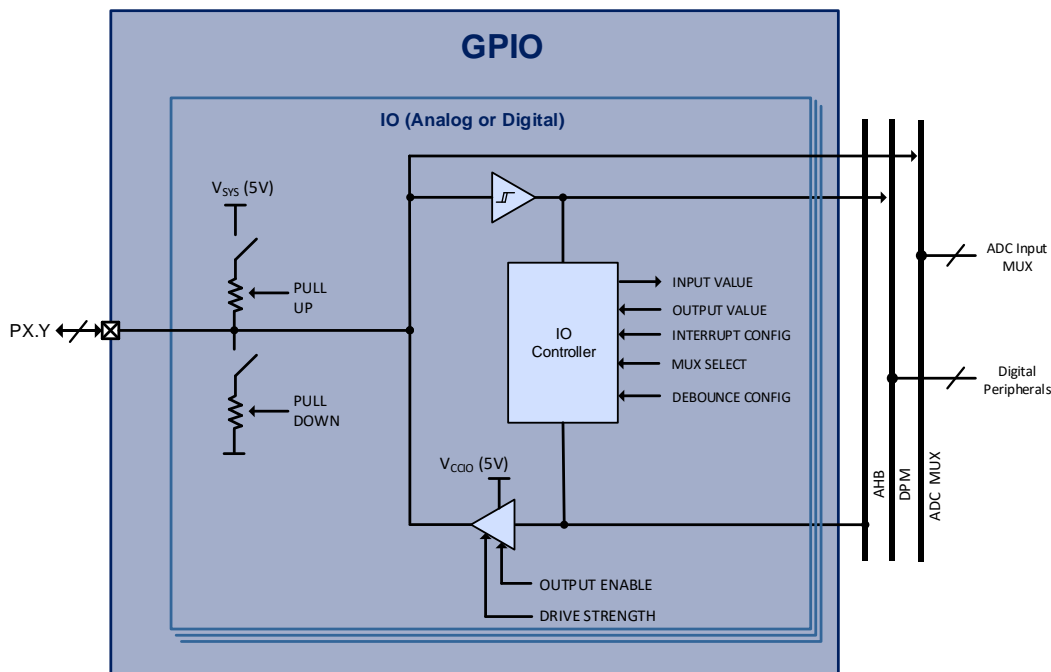 GPIO
IO (Analog or Digital)
VSYS (5V)
PULL
UP
PX.Y
PULL
DOWN
IO
Controller
INPUT VALUE
OUTPUT VALUE
INTERRUPT CONFIG
MUX SELECT
DEBOUNCE CONFIG
VCCIO (5V)
OUTPUT ENABLE
DRIVE STRENGTH
AHB
DPM
ADC MUX
ADC Input
MUX
Digital
Peripherals